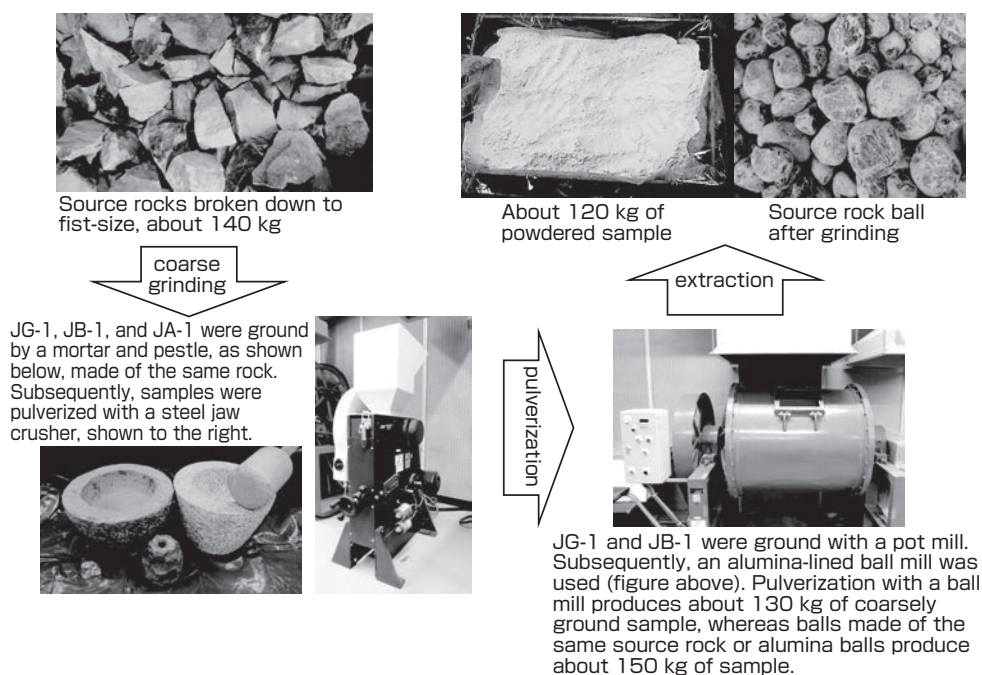 Source rocks broken down to
fist-size, about 140 kg
coarse
grinding
JG-1, JB-1, and JA-1 were ground
by a mortar and pestle, as shown
below, made of the same rock.
Subsequently, samples were
pulverized with a steel jaw
crusher, shown to the right.
pulverization
JG-1 and JB-1 were ground with a pot mill.
Subsequently, an alumina-lined ball mill was
used (figure above). Pulverization with a ball
mill produces about 130 kg of coarsely
ground sample, whereas balls made of the
same source rock or alumina balls produce
about 150 kg of sample.
extraction
About 120 kg of
powdered sample
Source rock ball
after grinding